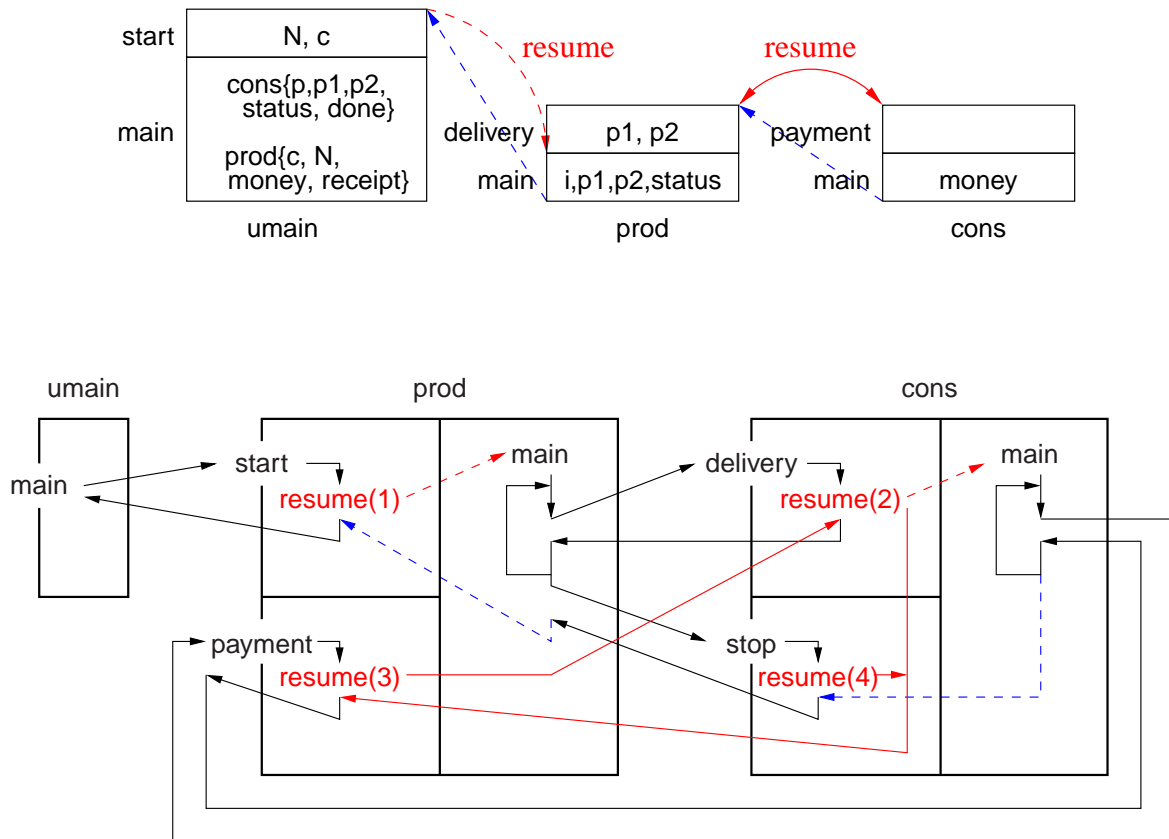 start
N, c
resume
resume
cons{p,p1,p2,
status, done}
main
delivery
p1, p2
payment
prod{c, N,
money, receipt}
main
i,p1,p2,status
main
money
umain
prod
cons
umain
prod
cons
main
start
resume(1)
main
delivery
resume(2)
main
payment
resume(3)
stop
resume(4)